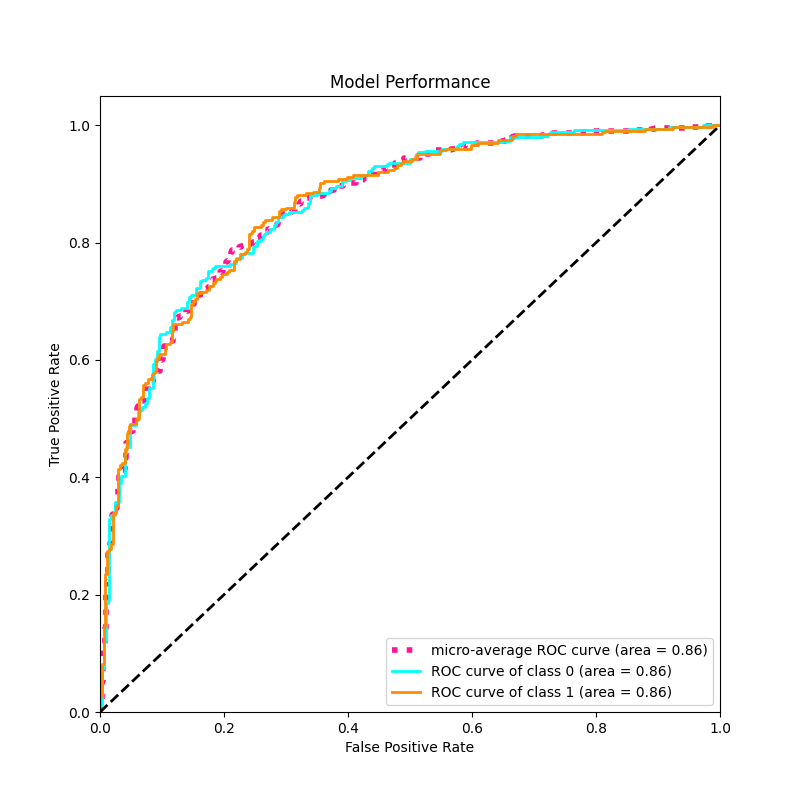 Model Performance
True Positive Rate
1.0
0.8
0.6
0.4
0.2
0.0
micro-average ROC curve (area = 0.86)
ROC curve of class 0 (area = 0.86)
ROC curve of class 1 (area = 0.86)
0.0 0.2 0.4 0.6 0.8 1.0
False Positive Rate